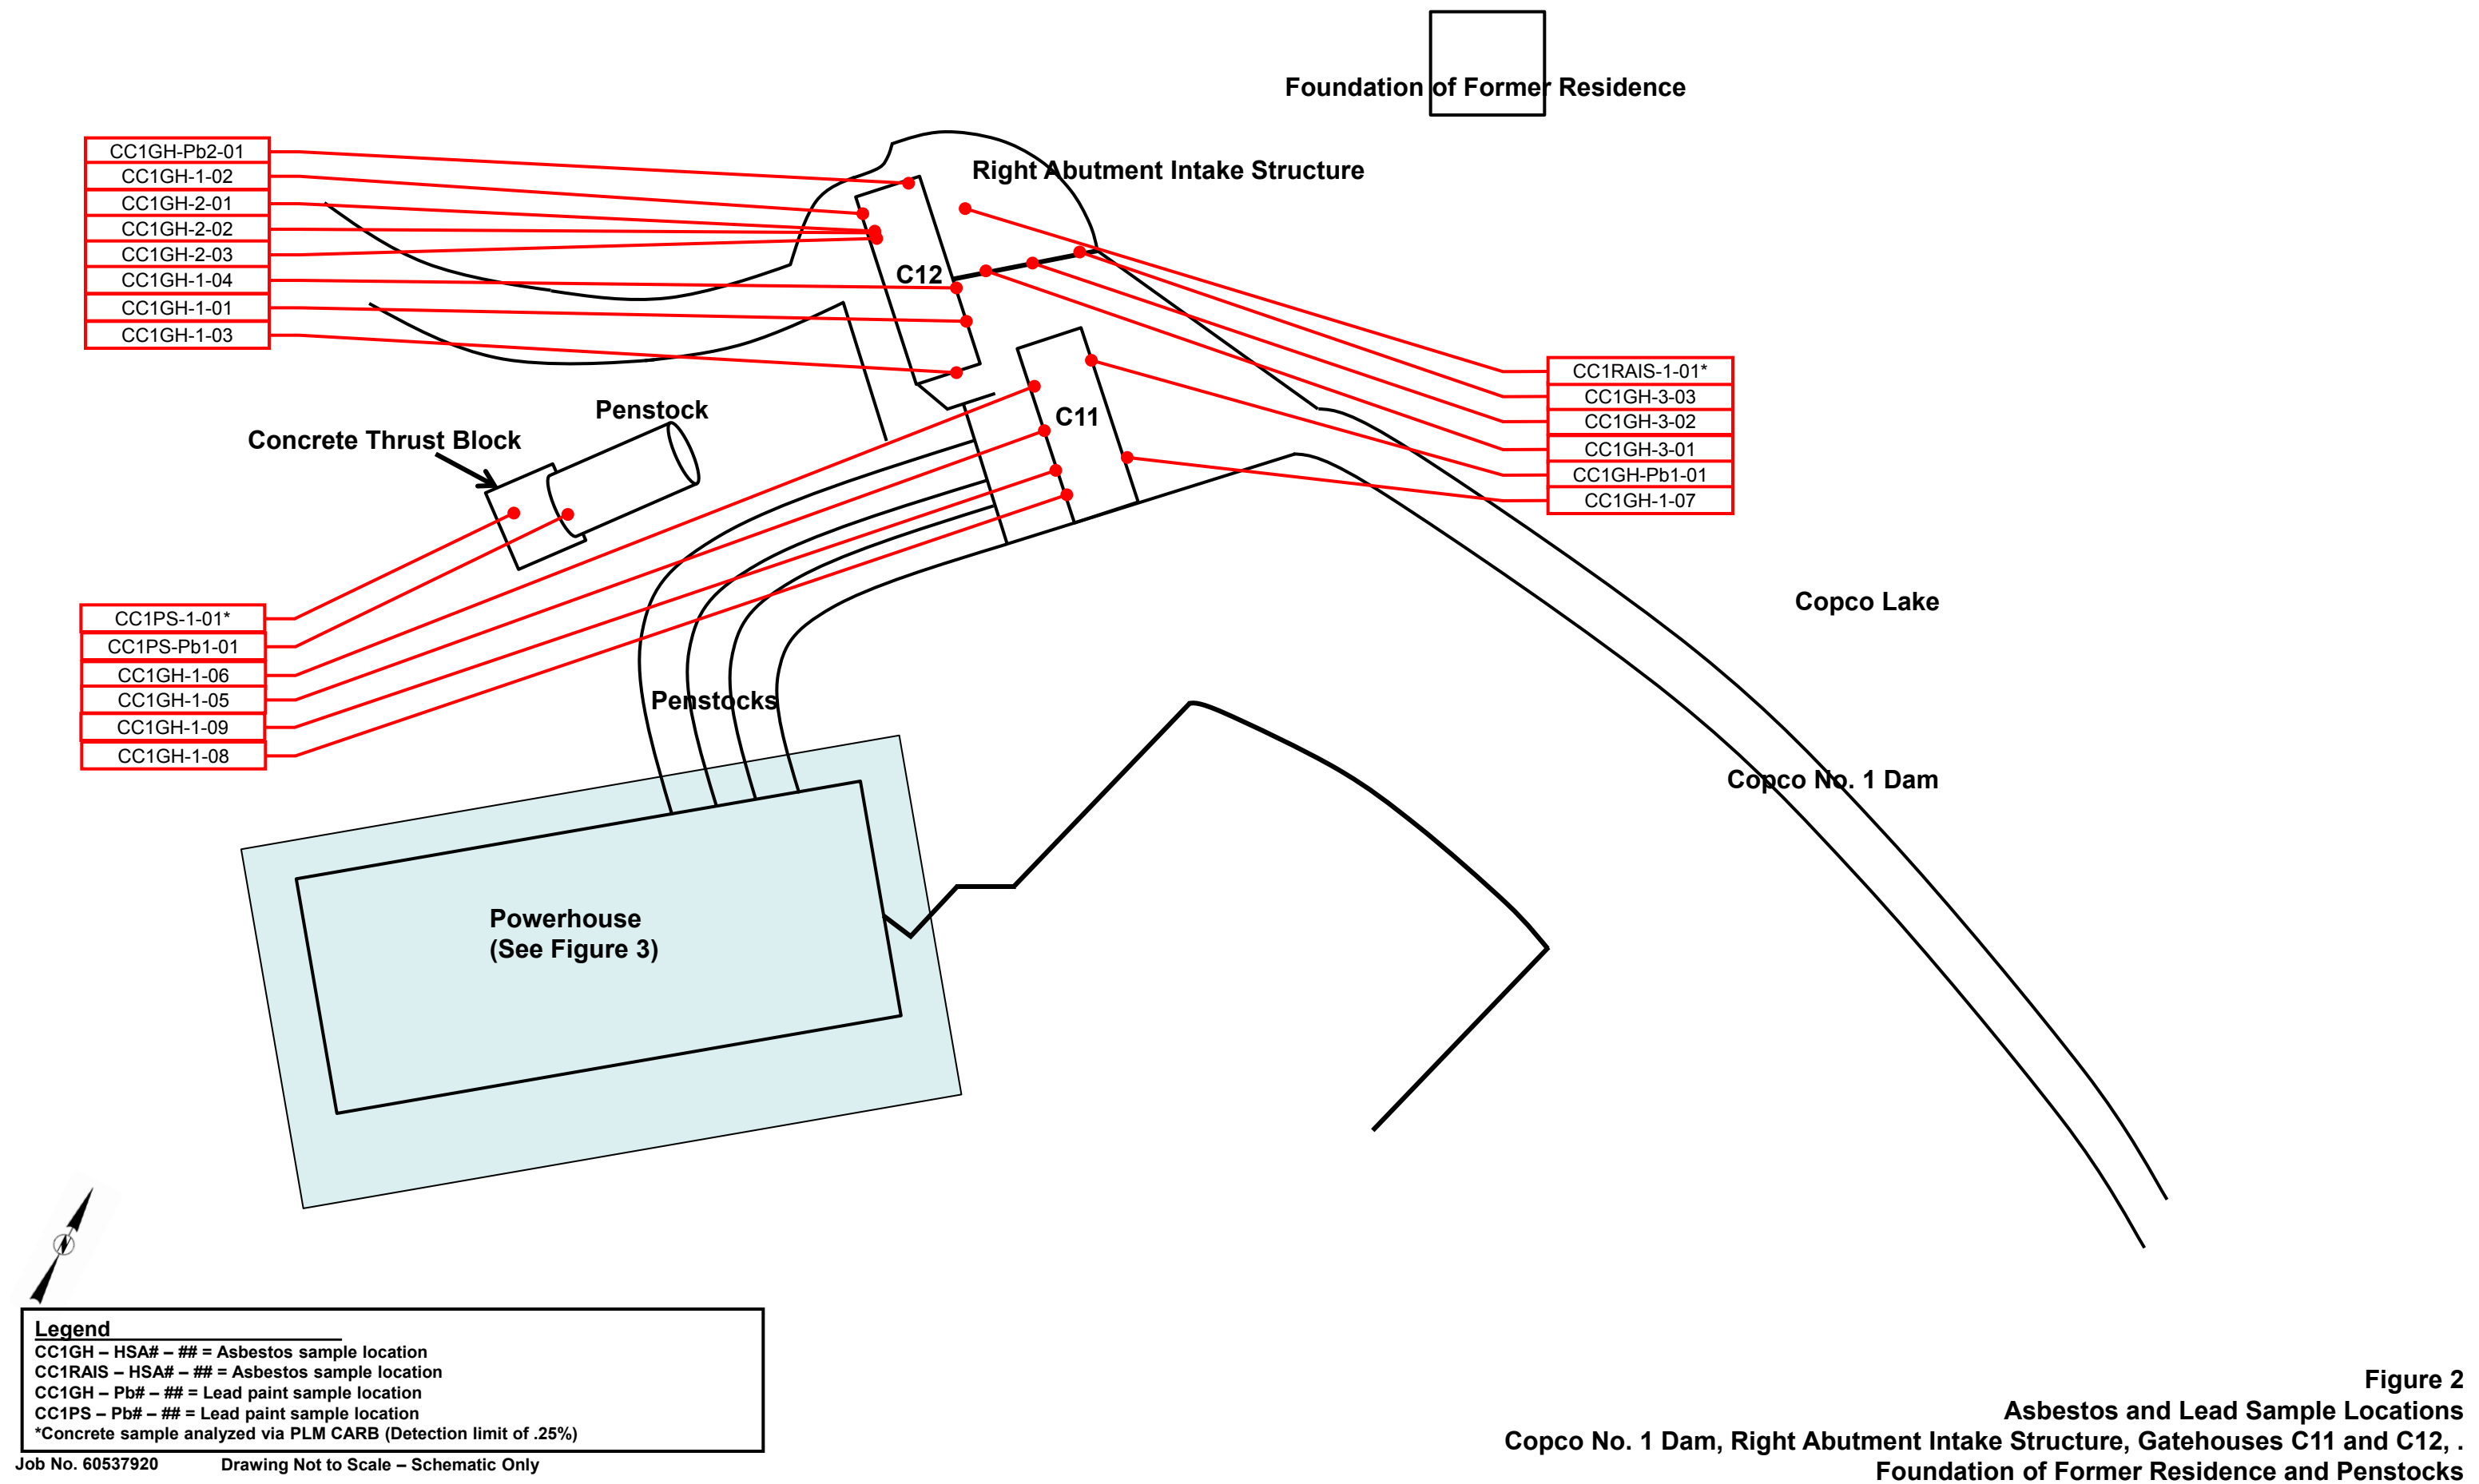 Foundation of Former Residence
Right Abutment Intake Structure
CC1GH-Pb2-01
CC1GH-1-02
CC1GH-2-01
CC1GH-2-02
CC1GH-2-03
CC1GH-1-04
CC1GH-1-01
CC1GH-1-03
C12
C11
CC1RAIS-1-01*
CC1GH-3-03
CC1GH-3-02
CC1GH-3-01
CC1GH-Pb1-01
CC1GH-1-07
Penstock
Concrete Thrust Block
CC1PS-1-01*
CC1PS-Pb1-01
CC1GH-1-06
CC1GH-1-05
CC1GH-1-09
CC1GH-1-08
Copco Lake
Penstocks
Copco No. 1 Dam
Powerhouse
(See Figure 3)
Legend
CC1GH – HSA# – ## = Asbestos sample location
CC1RAIS – HSA# – ## = Asbestos sample location
CC1GH – Pb# – ## = Lead paint sample location
CC1PS – Pb# – ## = Lead paint sample location
*Concrete sample analyzed via PLM CARB (Detection limit of .25%)
Job No. 60537920
Drawing Not to Scale – Schematic Only
Figure 2
Asbestos and Lead Sample Locations
Copco No. 1 Dam, Right Abutment Intake Structure, Gatehouses C11 and C12, .
Foundation of Former Residence and Penstocks